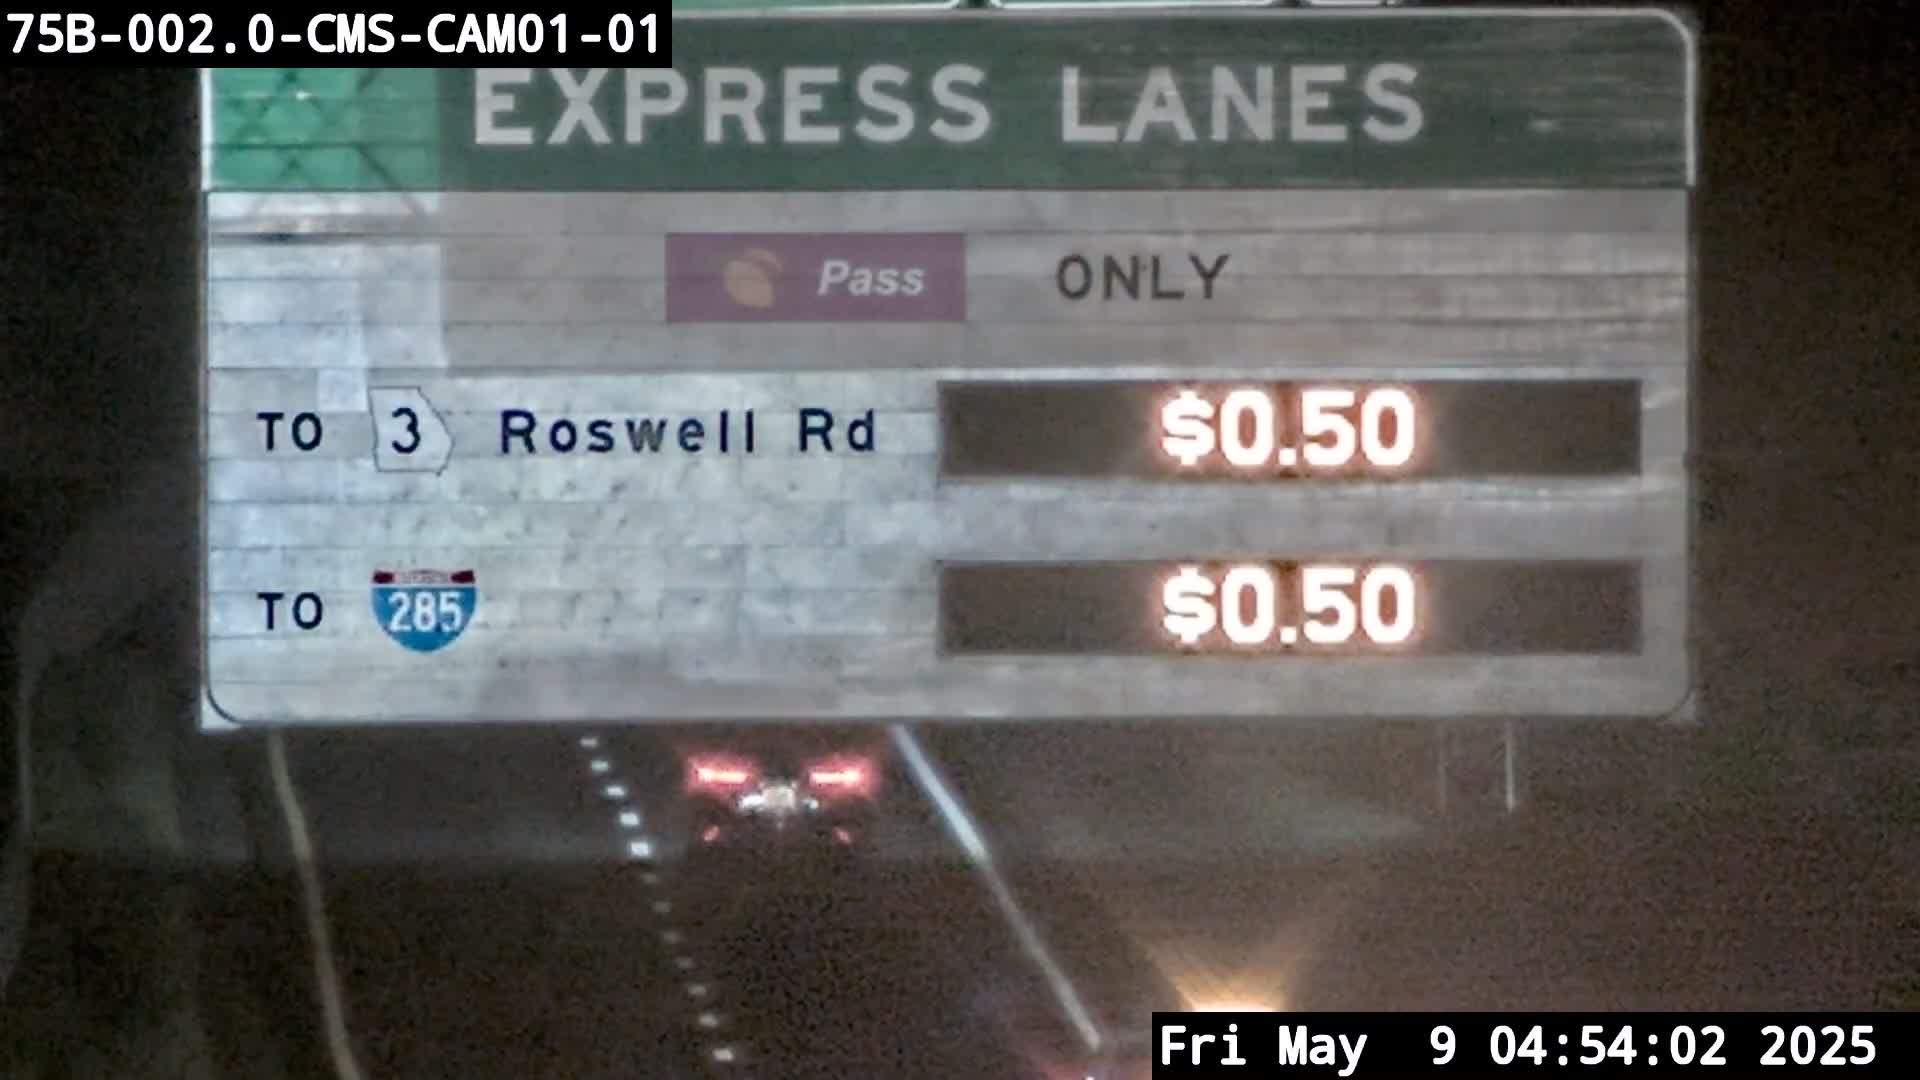 75B-002.0-CMS-CAM01-01
EXPRESS LANES
Pass ONLY
TO 3 Roswell Rd $0.50
TO 285 $0.50
Fri May 9 04:54:02 2025